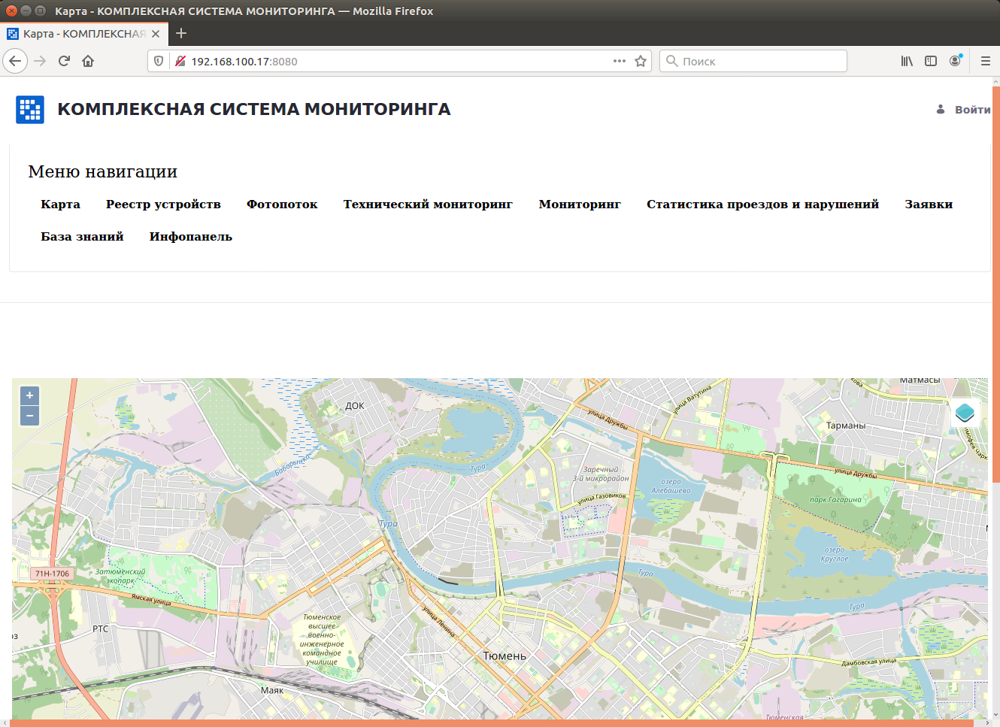 Карта - КОМПЛЕКСНАЯ СИСТЕМА МОНИТОРИНГА — Mozilla Firefox
Карта - КОМПЛЕКСНАЯ
192.168.100.17:8080
Поиск
КОМПЛЕКСНАЯ СИСТЕМА МОНИТОРИНГА
Войти
Меню навигации
Карта Реестр устройств Фотопоток Технический мониторинг Мониторинг Статистика проездов и нарушений Заявки
База знаний Инфопанель
+
−
Матмасы
ДОК
улица Ватутина
улица Дружбы
Тарманы
Бабарынка
Тура
Заречный
3-й микрорайон
озеро
Алебашево
улица Дружбы
улица Газовиков
парк Гагарина
Тура
озеро
Круглое
71Н-1706
Затюменский
экопарк
Тура
Ямская улица
Тура
РТС
Тюменское
высшее
военно-
инженерное
командное
училище
улица Ленина
Тюмень
Дамбовская улица
Маяк
Тюменская